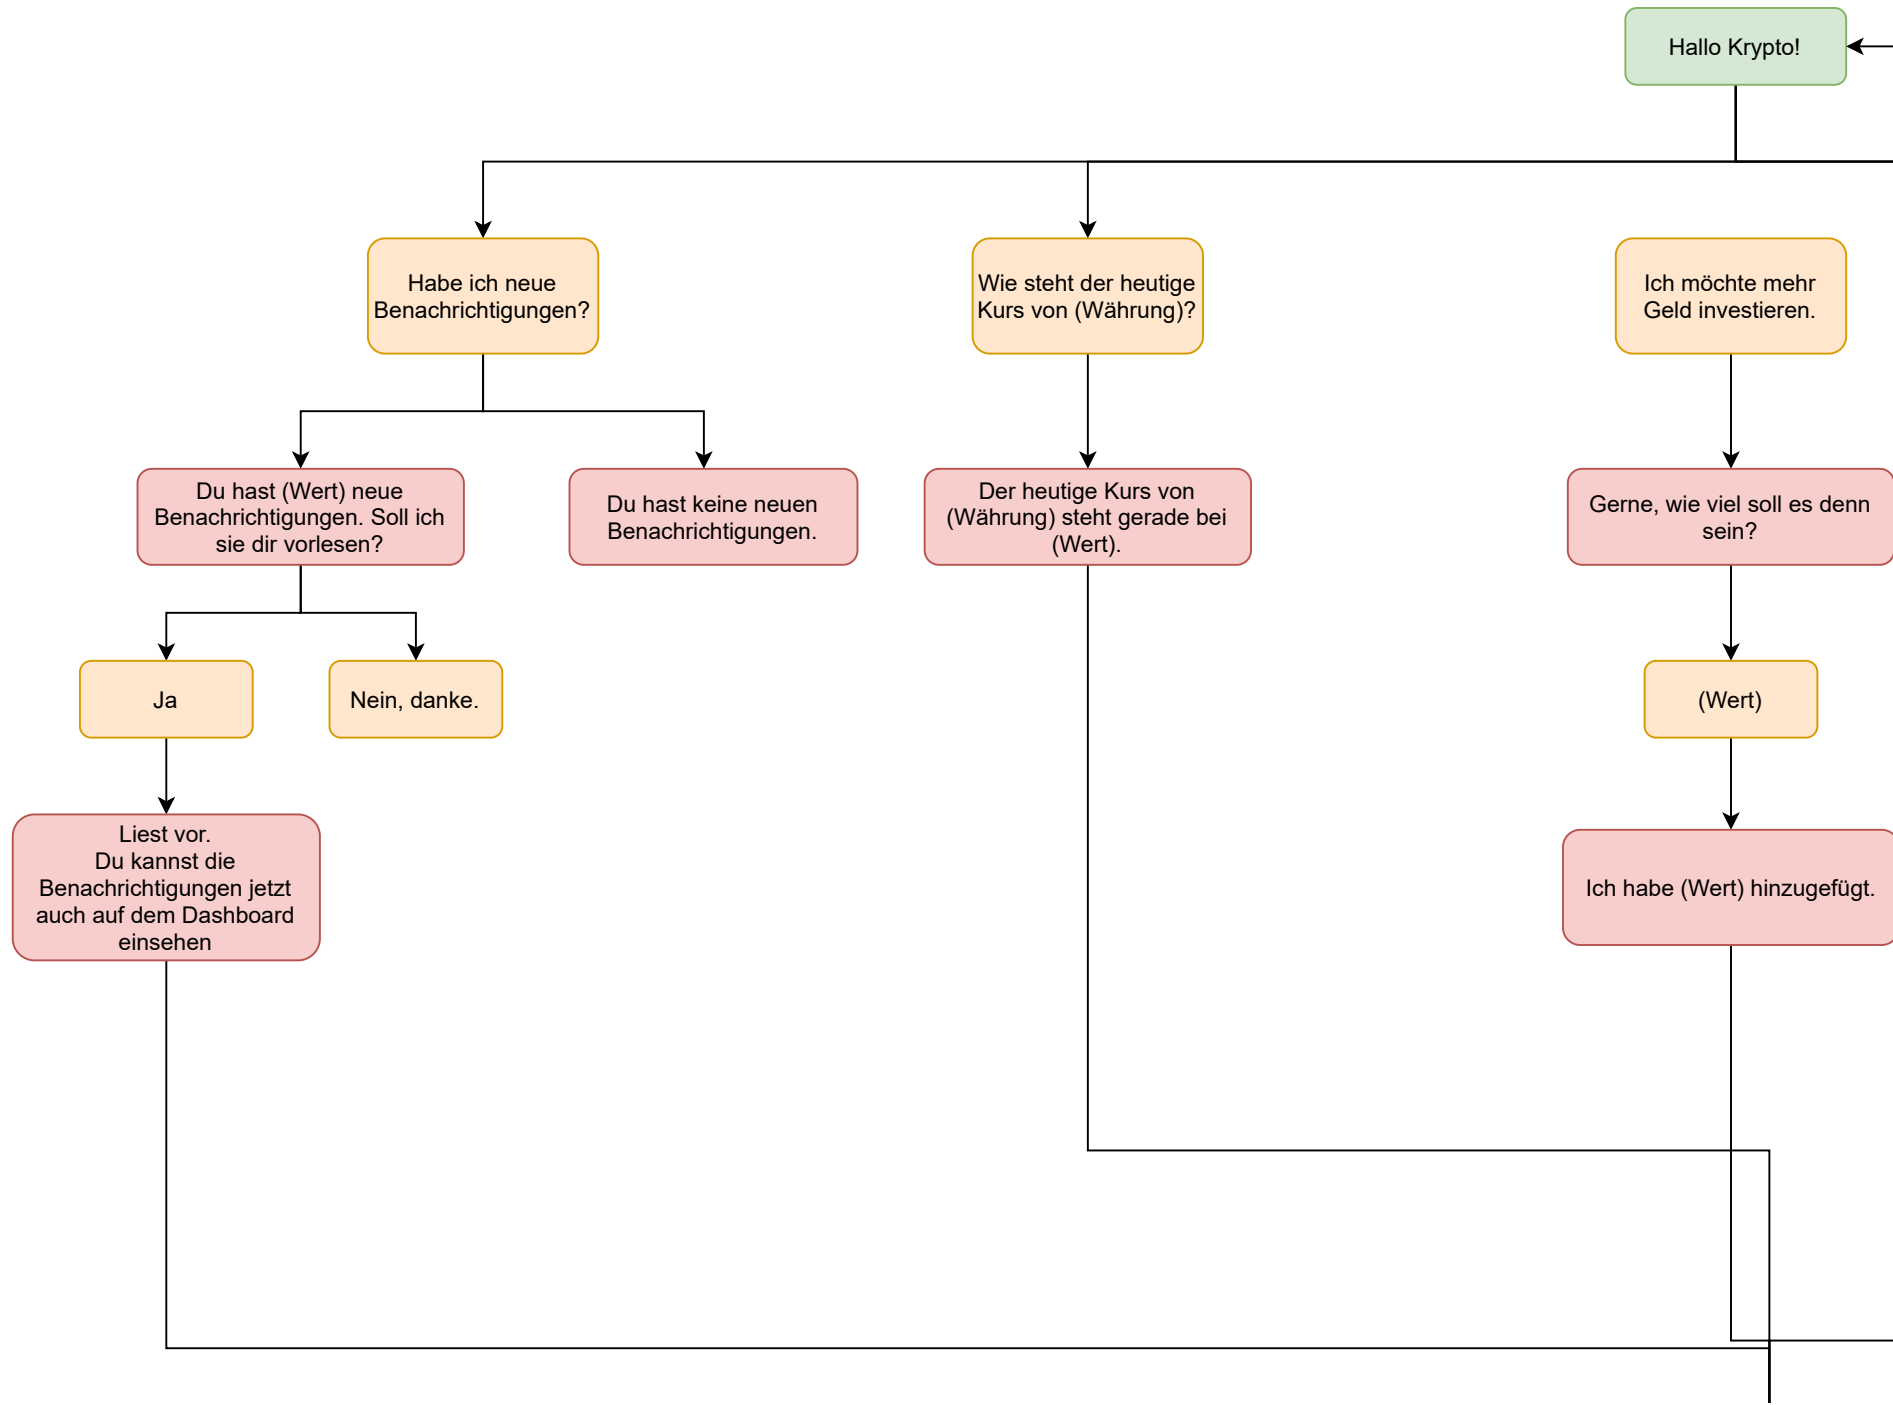 Hallo Krypto!
Habe ich neue
Benachrichtigungen?
Wie steht der heutige
Kurs von (Währung)?
Ich möchte mehr
Geld investieren.
Du hast (Wert) neue
Benachrichtigungen. Soll ich
sie dir vorlesen?
Du hast keine neuen
Benachrichtigungen.
Der heutige Kurs von
(Währung) steht gerade bei
(Wert).
Gerne, wie viel soll es denn
sein?
Ja
Nein, danke.
(Wert)
Liest vor.
Du kannst die
Benachrichtigungen jetzt
auch auf dem Dashboard
einsehen
Ich habe (Wert) hinzugefügt.